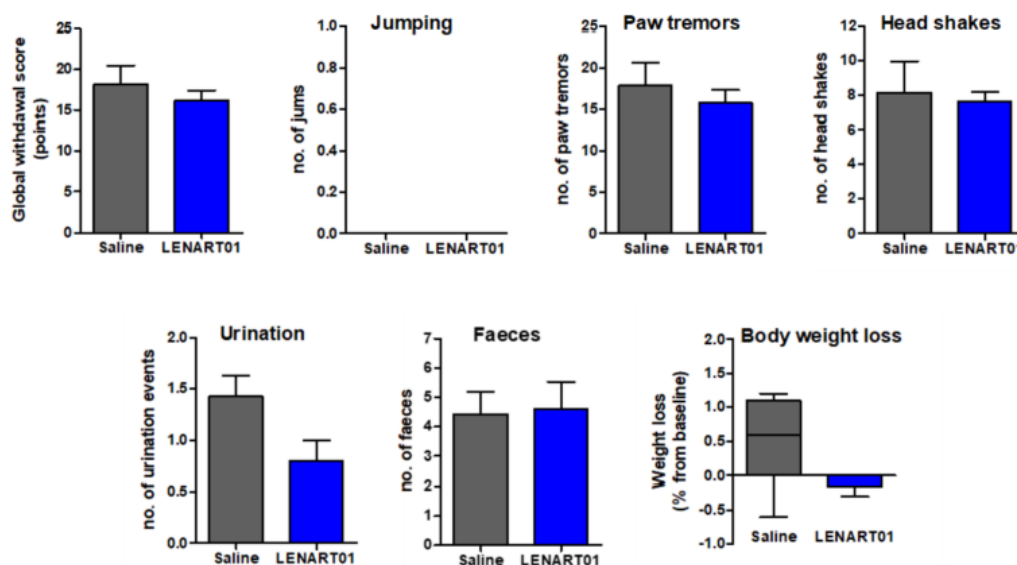 Global withdrawal score
(points)
25
20
15
10
5
0
Saline
LENART01
Jumping
no. of jums
1.0
0.8
0.6
0.4
0.2
0.0
Saline
LENART01
Paw tremors
no. of paw tremors
25
20
15
10
5
0
Saline
LENART01
Head shakes
no. of head shakes
12
10
8
6
4
2
0
Saline
LENART01
Urination
no. of urination events
2.0
1.5
1.0
0.5
0.0
Saline
LENART01
Faeces
no. of faeces
7
6
5
4
3
2
1
0
Saline
LENART01
Body weight loss
Weight loss
(% from baseline)
2.0
1.5
1.0
0.5
0.0
-0.5
-1.0
Saline
LENART01